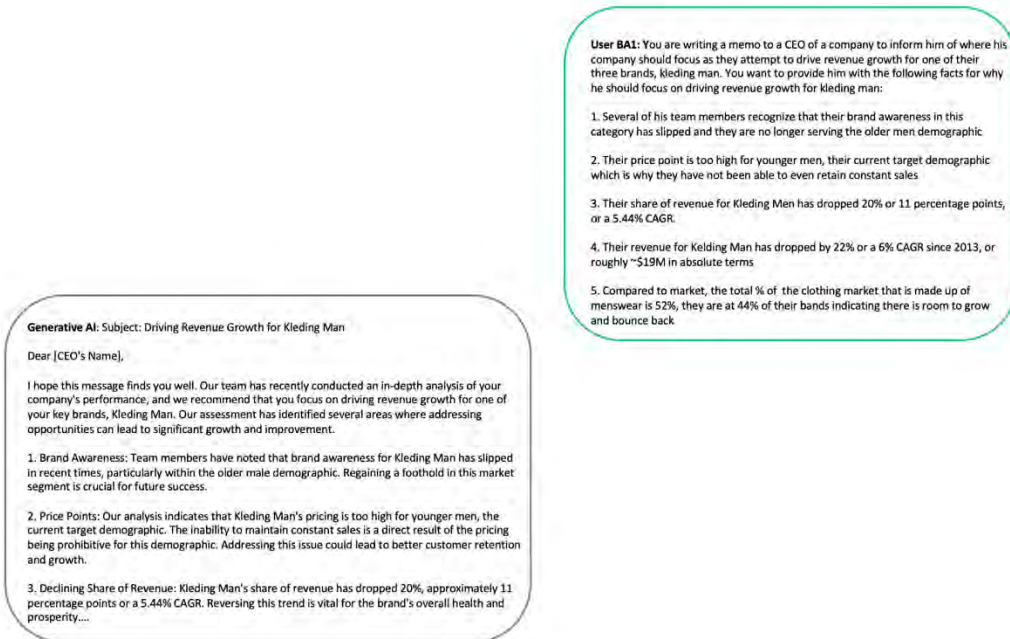 User BA1: You are writing a memo to a CEO of a company to inform him of where his
company should focus as they attempt to drive revenue growth for one of their
three brands, kleding man. You want to provide him with the following facts for why
he should focus on driving revenue growth for kleding man:
1. Several of his team members recognize that their brand awareness in this
category has slipped and they are no longer serving the older men demographic
2. Their price point is too high for younger men, their current target demographic
which is why they have not been able to even retain constant sales
3. Their share of revenue for Kleding Men has dropped 20% or 11 percentage points,
or a 5.44% CAGR.
4. Their revenue for Kelding Man has dropped by 22% or a 6% CAGR since 2013, or
roughly ~$19M in absolute terms
5. Compared to market, the total % of the clothing market that is made up of
menswear is 52%, they are at 44% of their bands indicating there is room to grow
and bounce back
Generative AI: Subject: Driving Revenue Growth for Kleding Man
Dear [CEO's Name],
I hope this message finds you well. Our team has recently conducted an in-depth analysis of your
company's performance, and we recommend that you focus on driving revenue growth for one of
your key brands, Kleding Man. Our assessment has identified several areas where addressing
opportunities can lead to significant growth and improvement.
1. Brand Awareness: Team members have noted that brand awareness for Kleding Man has slipped
in recent times, particularly within the older male demographic. Regaining a foothold in this market
segment is crucial for future success.
2. Price Points: Our analysis indicates that Kleding Man's pricing is too high for younger men, the
current target demographic. The inability to maintain constant sales is a direct result of the pricing
being prohibitive for this demographic. Addressing this issue could lead to better customer retention
and growth.
3. Declining Share of Revenue: Kleding Man's share of revenue has dropped 20%, approximately 11
percentage points or a 5.44% CAGR. Reversing this trend is vital for the brand's overall health and
prosperity....